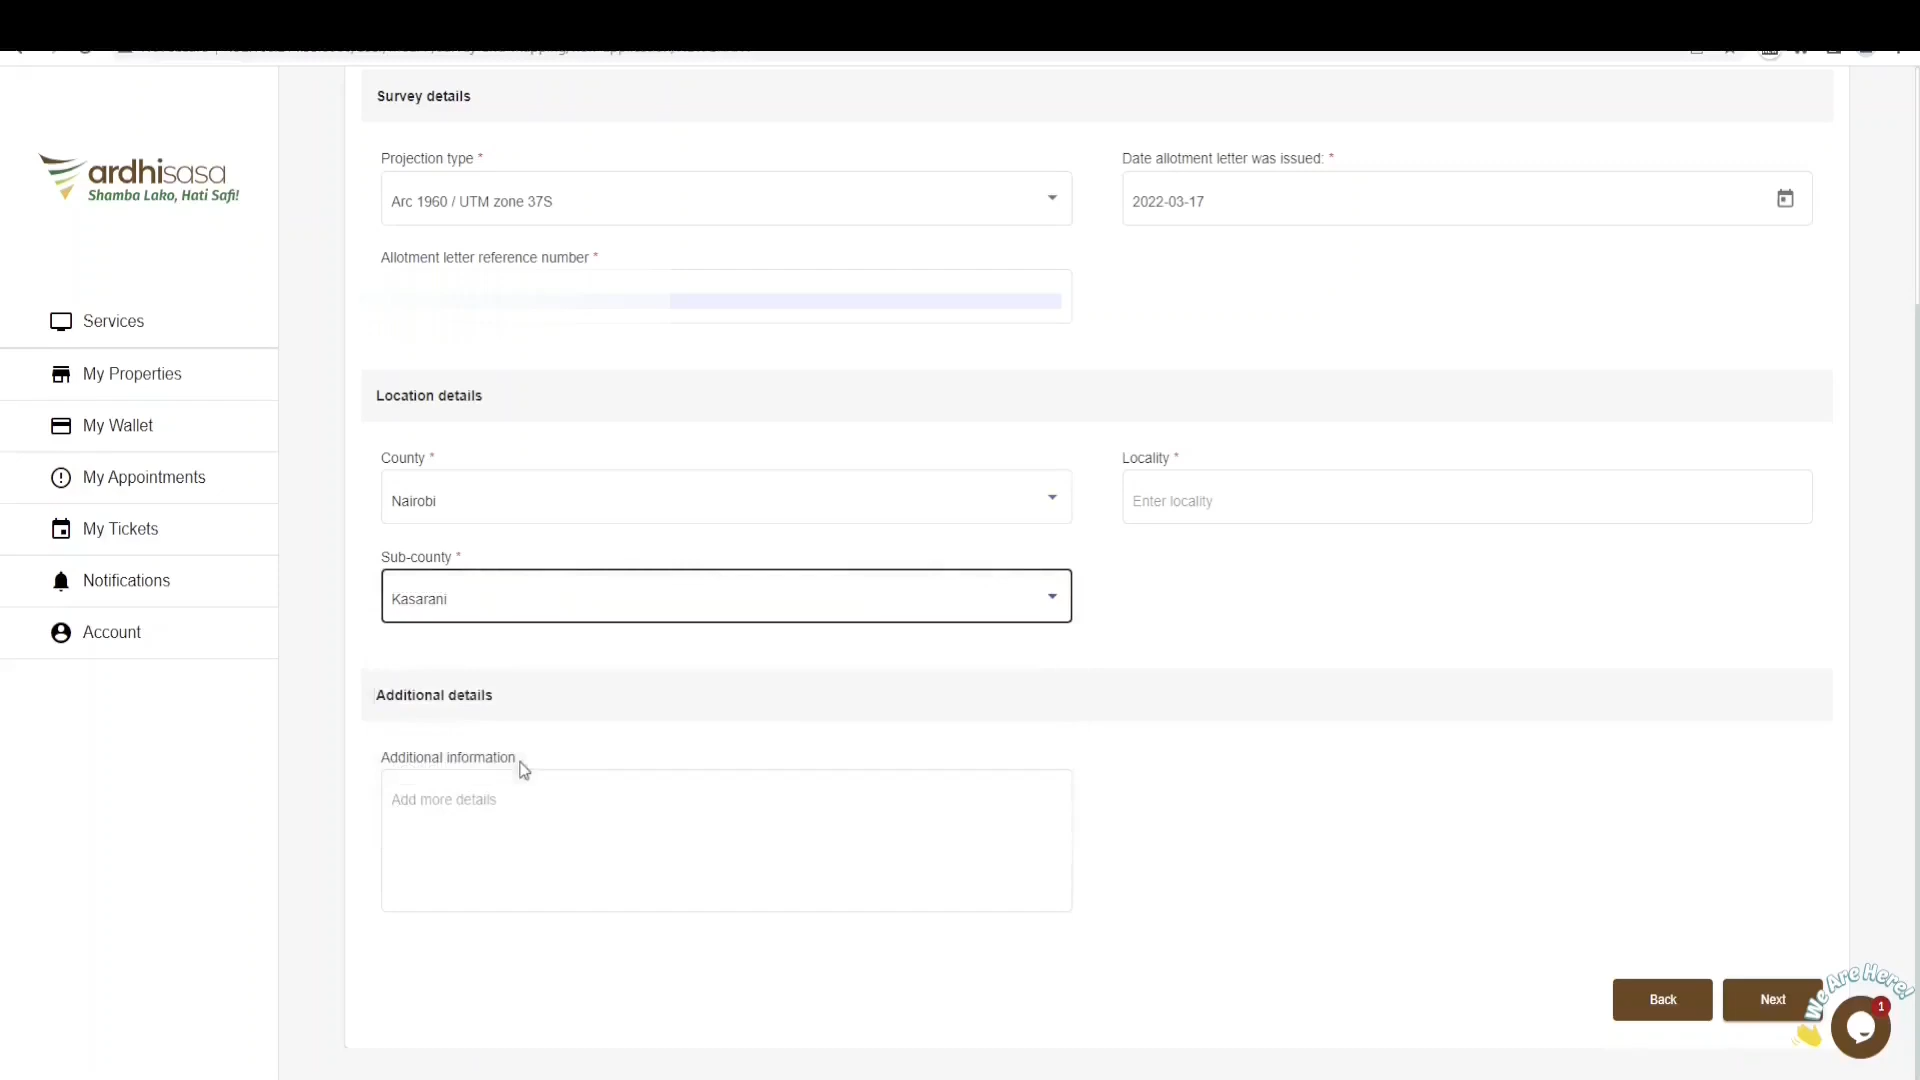 ardhisasa
Shamba Lako, Hati Safi!
Services
My Properties
My Wallet
My Appointments
My Tickets
Notifications
Account
Survey details
Projection type *
Arc 1960 / UTM zone 37S
Date allotment letter was issued: *
2022-03-17
Allotment letter reference number *
Location details
County *
Nairobi
Locality *
Enter locality
Sub-county *
Kasarani
Additional details
Additional information
Add more details
Back
Next
We Are Here!
1